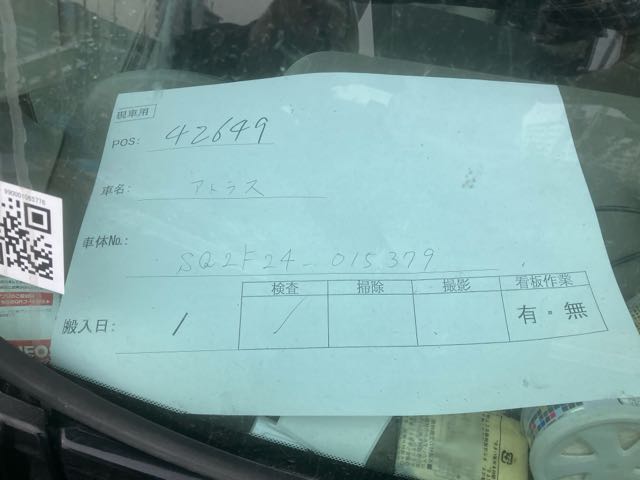 現車用
POS: 42649
車名: アトラス
車体No.: SQ2F24-015379
検査 掃除 撮影 看板作業
搬入日: / / 有・無